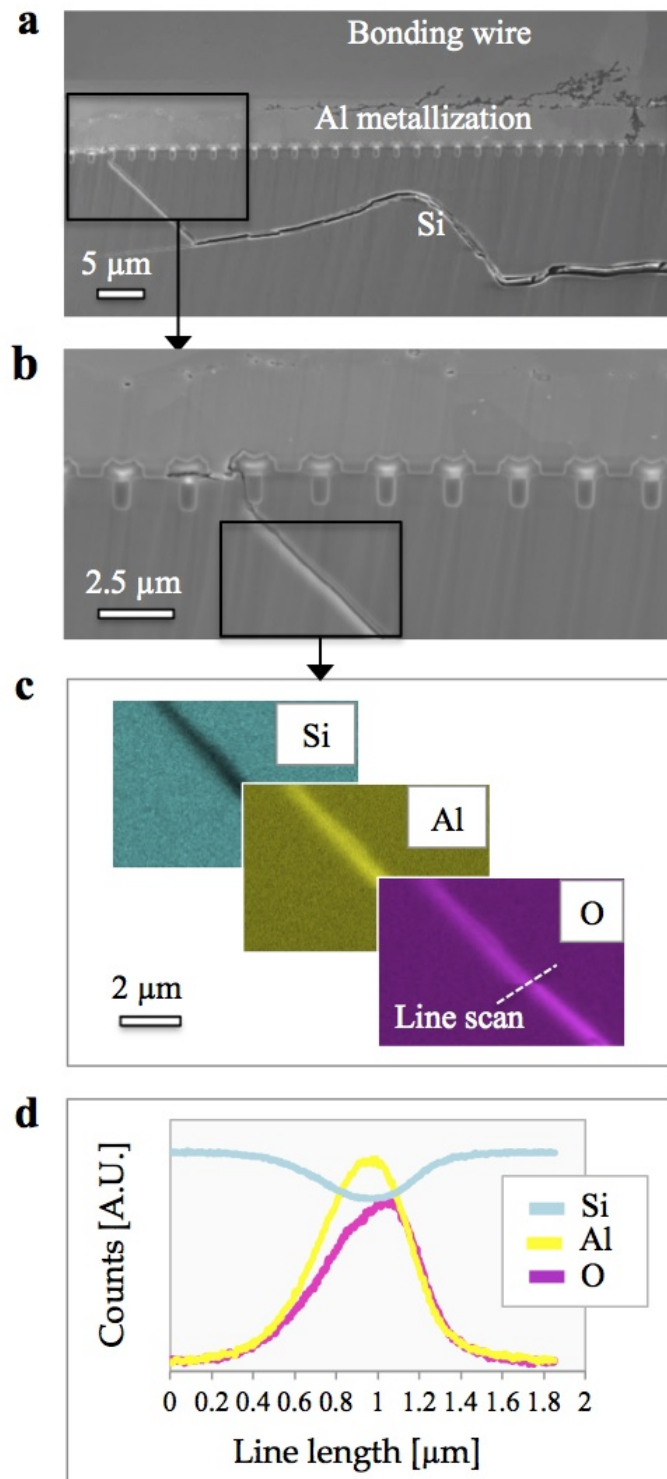 a
Bonding wire
Al metallization
Si
5 µm
b
2.5 µm
c
Si
Al
O
Line scan
2 µm
d
Counts [A.U.]
Si
Al
O
0 0.2 0.4 0.6 0.8 1 1.2 1.4 1.6 1.8 2
Line length [µm]